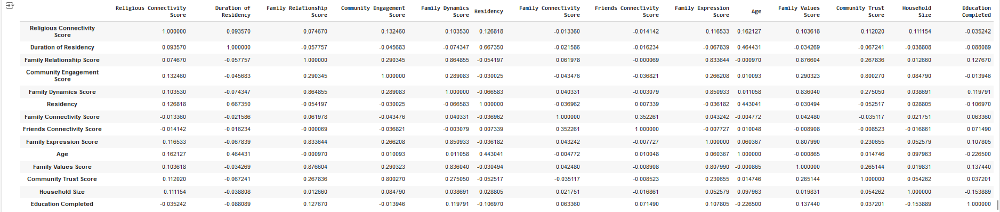 Religious Connectivity Score Duration of Residency Family Relationship Score Community Engagement Score Family Dynamics Score Residency Family Connectivity Score Friends Connectivity Score Family Expression Score Age Family Values Score Community Trust Score Household Size Education Completed
Religious Connectivity Score 1.000000 0.093570 0.074670 0.132460 0.103530 0.126818 -0.013360 -0.014142 0.116533 0.162127 0.103618 0.112020 0.111154 -0.035242
Duration of Residency 0.093570 1.000000 -0.057757 -0.045683 -0.074347 0.667350 -0.021586 -0.016234 -0.067839 0.464431 -0.034269 -0.067241 -0.038808 -0.088089
Family Relationship Score 0.074670 -0.057757 1.000000 0.290345 0.864855 -0.054197 0.061978 -0.000069 0.833644 -0.000970 0.876604 0.267836 0.012660 0.127670
Community Engagement Score 0.132460 -0.045683 0.290345 1.000000 0.289083 -0.030025 -0.043476 -0.036821 0.266208 0.010093 0.290323 0.800270 0.084790 -0.013946
Family Dynamics Score 0.103530 -0.074347 0.864855 0.289083 1.000000 -0.066583 0.040331 -0.003079 0.850933 0.011058 0.836040 0.275050 0.038691 0.119791
Residency 0.126818 0.667350 -0.054197 -0.030025 -0.066583 1.000000 -0.036962 0.007339 -0.036182 0.443041 -0.030494 -0.052517 0.028805 -0.106970
Family Connectivity Score -0.013360 -0.021586 0.061978 -0.043476 0.040331 -0.036962 1.000000 0.352261 0.043242 -0.004772 0.042480 -0.035117 0.021751 0.063360
Friends Connectivity Score -0.014142 -0.016234 -0.000069 -0.036821 -0.003079 0.007339 0.352261 1.000000 -0.007727 0.010048 -0.008908 -0.008523 -0.016861 0.071490
Family Expression Score 0.116533 -0.067839 0.833644 0.266208 0.850933 -0.036182 0.043242 -0.007727 1.000000 0.060367 0.807990 0.230655 0.052579 0.107805
Age 0.162127 0.464431 -0.000970 0.010093 0.011058 0.443041 -0.004772 0.010048 0.060367 1.000000 -0.000865 0.014746 0.097963 -0.226500
Family Values Score 0.103618 -0.034269 0.876604 0.290323 0.836040 -0.030494 0.042480 -0.008908 0.807990 -0.000865 1.000000 0.265144 0.019831 0.137440
Community Trust Score 0.112020 -0.067241 0.267836 0.800270 0.275050 -0.052517 -0.035117 -0.008523 0.230655 0.014746 0.265144 1.000000 0.054262 0.037201
Household Size 0.111154 -0.038808 0.012660 0.084790 0.038691 0.028805 0.021751 -0.016861 0.052579 0.097963 0.019831 0.054262 1.000000 -0.153889
Education Completed -0.035242 -0.088089 0.127670 -0.013946 0.119791 -0.106970 0.063360 0.071490 0.107805 -0.226500 0.137440 0.037201 -0.153889 1.000000